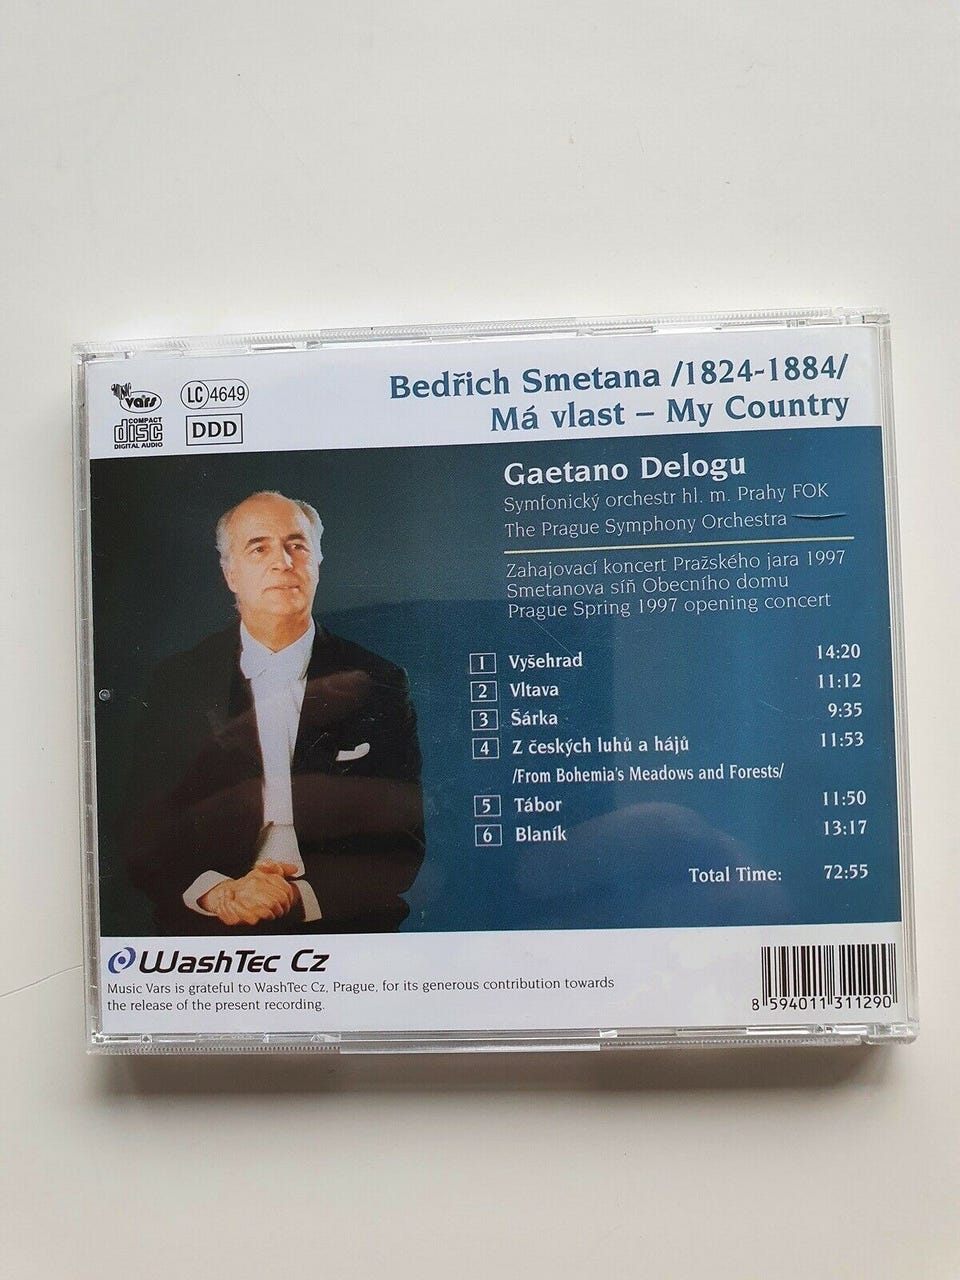 MUSIC
vars
LC 4649
COMPACT
disc
DIGITAL AUDIO
DDD
Bedřich Smetana /1824-1884/
Má vlast – My Country
Gaetano Delogu
Symfonický orchestr hl. m. Prahy FOK
The Prague Symphony Orchestra
Zahajovací koncert Pražského jara 1997
Smetanova síň Obecního domu
Prague Spring 1997 opening concert
1 Vyšehrad 14:20
2 Vltava 11:12
3 Šárka 9:35
4 Z českých luhů a hájů 11:53
/From Bohemia's Meadows and Forests/
5 Tábor 11:50
6 Blaník 13:17
Total Time: 72:55
WashTec Cz
Music Vars is grateful to WashTec Cz, Prague, for its generous contribution towards
the release of the present recording.
8 594011 311290